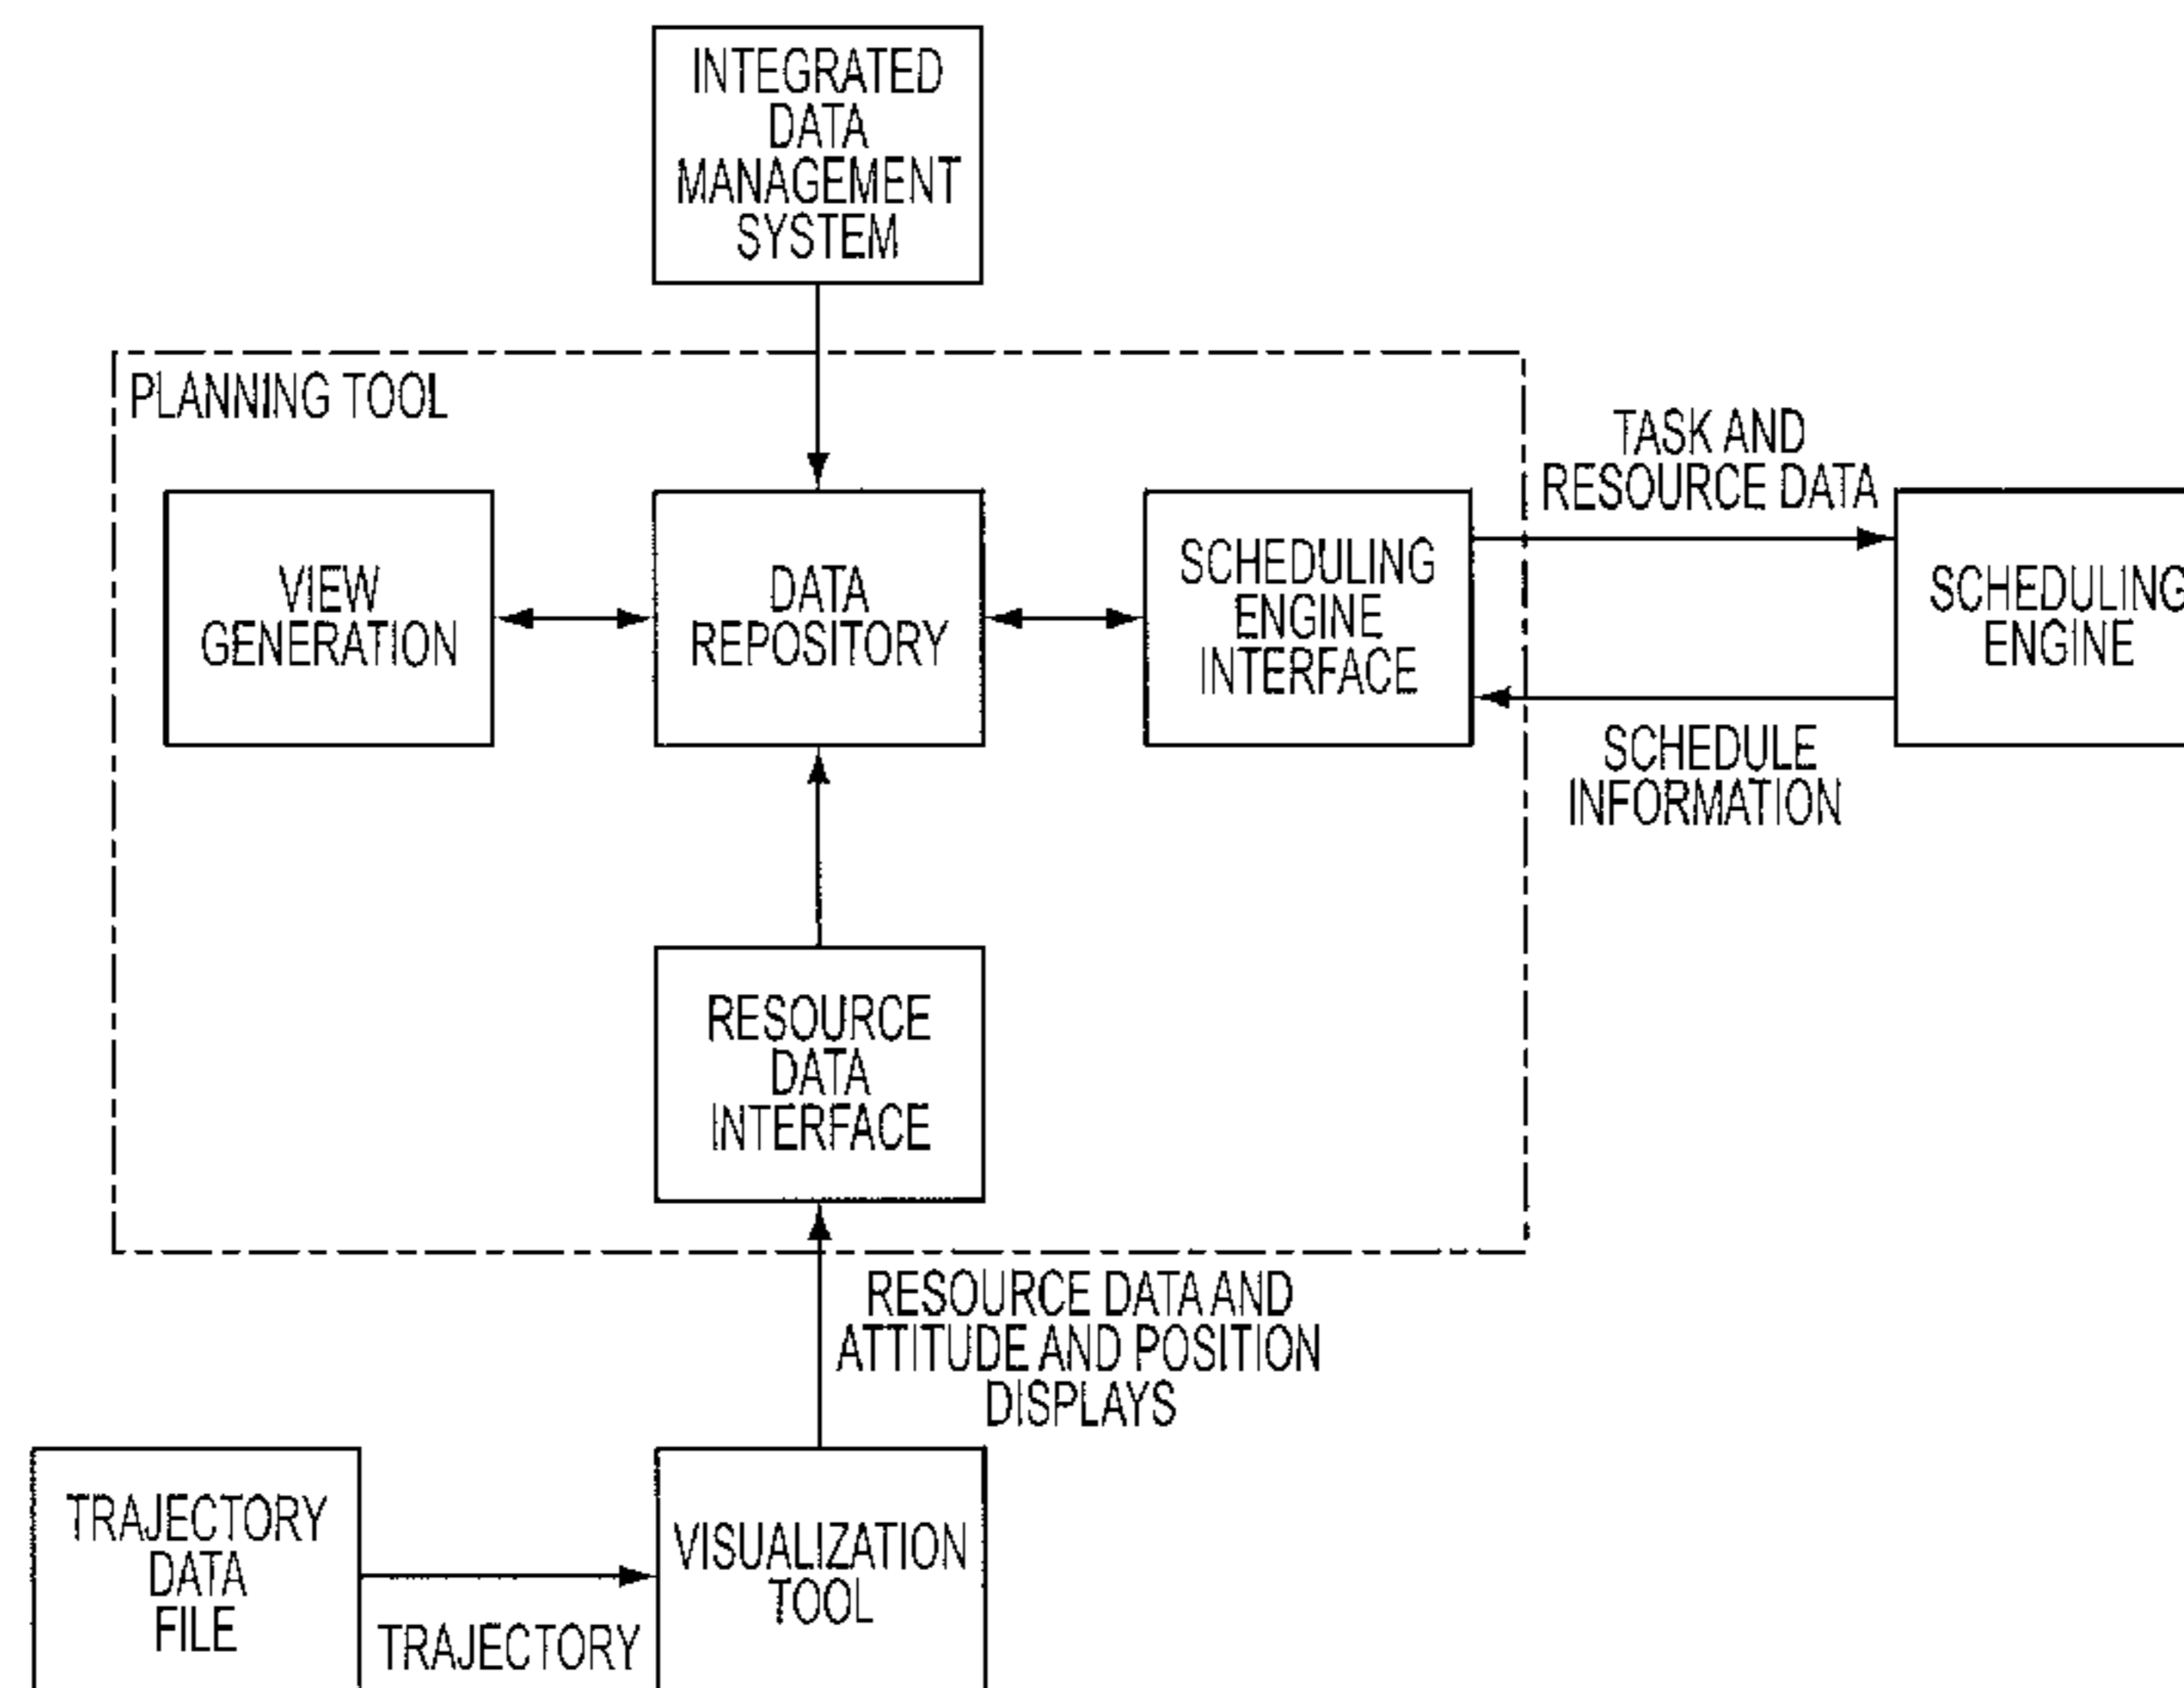 INTEGRATED
DATA
MANAGEMENT
SYSTEM
PLANNING TOOL
TASK AND
RESOURCE DATA
VIEW
GENERATION
DATA
REPOSITORY
SCHEDULING
ENGINE
INTERFACE
SCHEDULING
ENGINE
SCHEDULE
INFORMATION
RESOURCE
DATA
INTERFACE
RESOURCE DATA AND
ATTITUDE AND POSITION
DISPLAYS
TRAJECTORY
DATA
FILE
TRAJECTORY
VISUALIZATION
TOOL